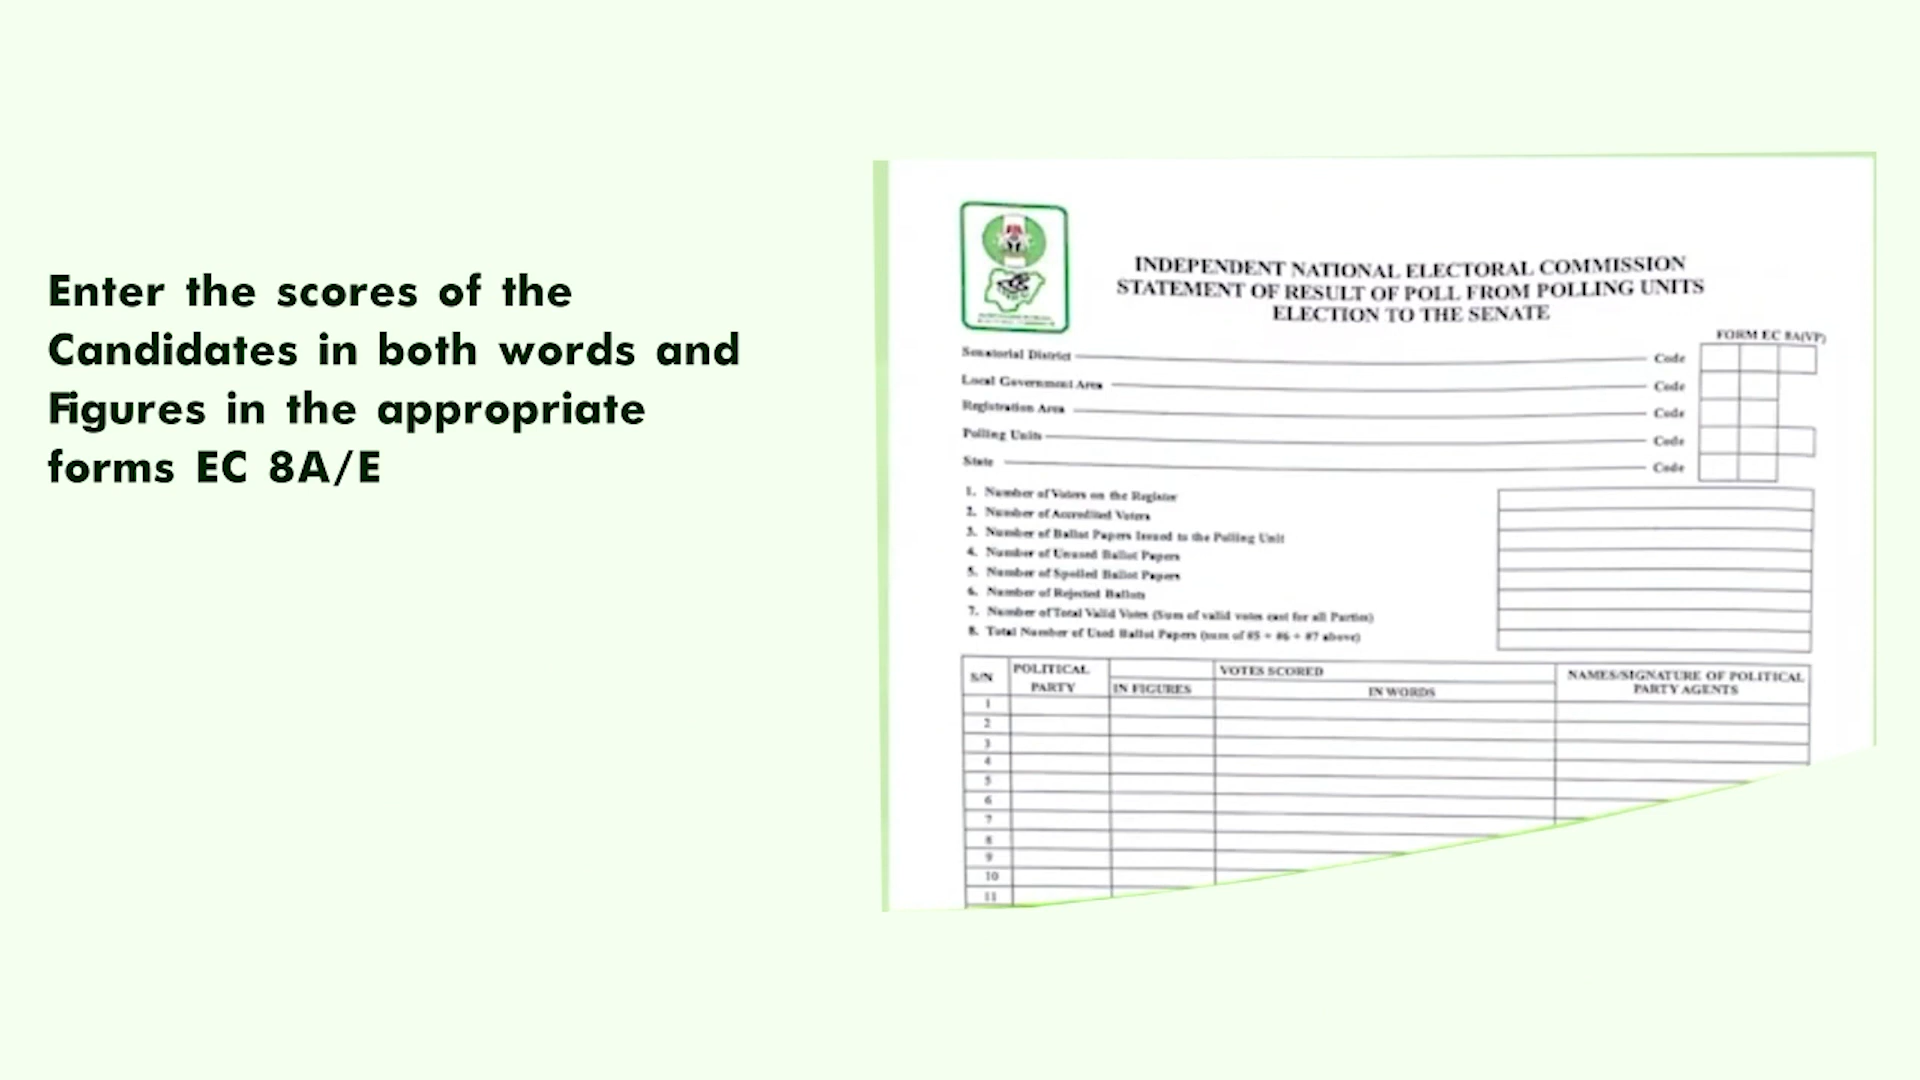 Enter the scores of the
Candidates in both words and
Figures in the appropriate
forms EC 8A/E
INDEPENDENT NATIONAL ELECTORAL COMMISSION
STATEMENT OF RESULT OF POLL FROM POLLING UNITS
ELECTION TO THE SENATE
FORM EC 8A(VP)
Senatorial District Code
Local Government Area Code
Registration Area Code
Polling Units Code
State Code
1. Number of Voters on the Register
2. Number of Accredited Voters
3. Number of Ballot Papers Issued to the Polling Unit
4. Number of Unused Ballot Papers
5. Number of Spoiled Ballot Papers
6. Number of Rejected Ballots
7. Number of Total Valid Votes (Sum of valid votes cast for all Parties)
8. Total Number of Used Ballot Papers (sum of #5 + #6 + #7 above)
S/N
POLITICAL
PARTY
VOTES SCORED
IN FIGURES
IN WORDS
NAMES/SIGNATURE OF POLITICAL
PARTY AGENTS
1
2
3
4
5
6
7
8
9
10
11